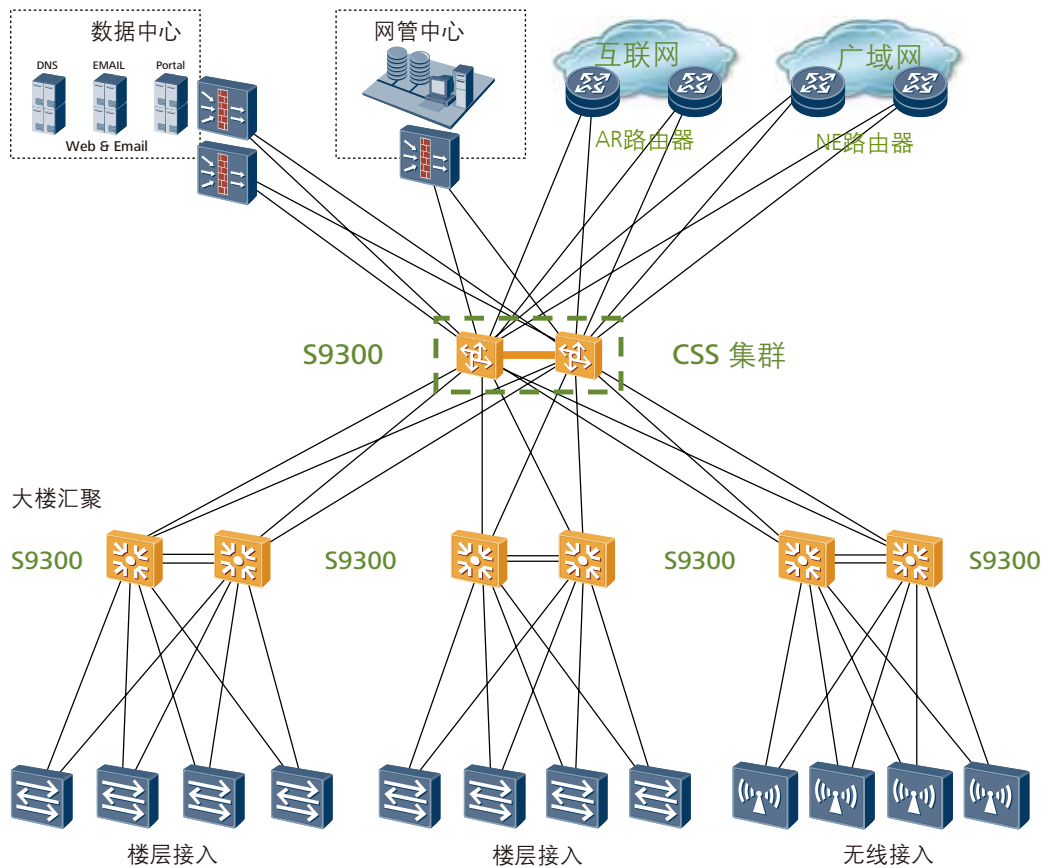 数据中心
网管中心
互联网
广域网
DNS
EMAIL
Portal
Web & Email
AR路由器
NE路由器
S9300
CSS 集群
大楼汇聚
S9300
S9300
S9300
S9300
楼层接入
楼层接入
无线接入